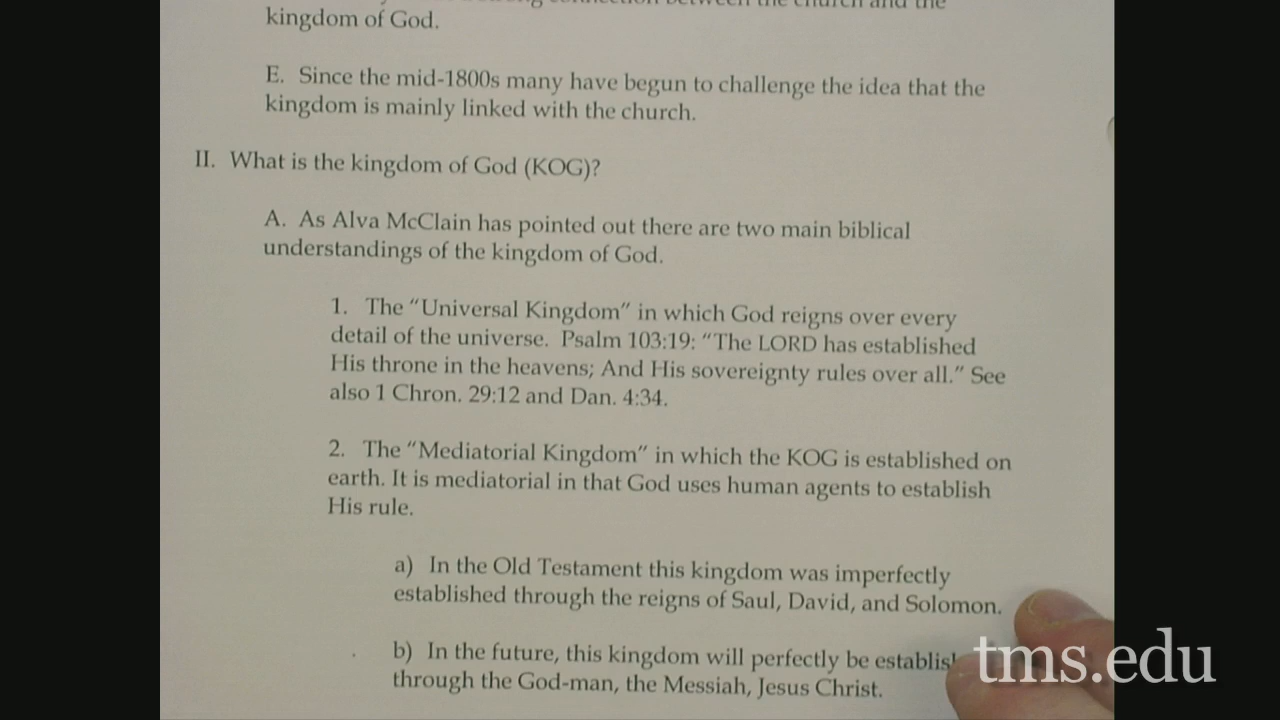 connection between the church and the
kingdom of God.
E. Since the mid-1800s many have begun to challenge the idea that the
kingdom is mainly linked with the church.
II. What is the kingdom of God (KOG)?
A. As Alva McClain has pointed out there are two main biblical
understandings of the kingdom of God.
1. The “Universal Kingdom” in which God reigns over every
detail of the universe. Psalm 103:19: “The LORD has established
His throne in the heavens; And His sovereignty rules over all.” See
also 1 Chron. 29:12 and Dan. 4:34.
2. The “Mediatorial Kingdom” in which the KOG is established on
earth. It is mediatorial in that God uses human agents to establish
His rule.
a) In the Old Testament this kingdom was imperfectly
established through the reigns of Saul, David, and Solomon.
b) In the future, this kingdom will perfectly be
through the God-man, the Messiah, Jesus Christ.
tms.edu